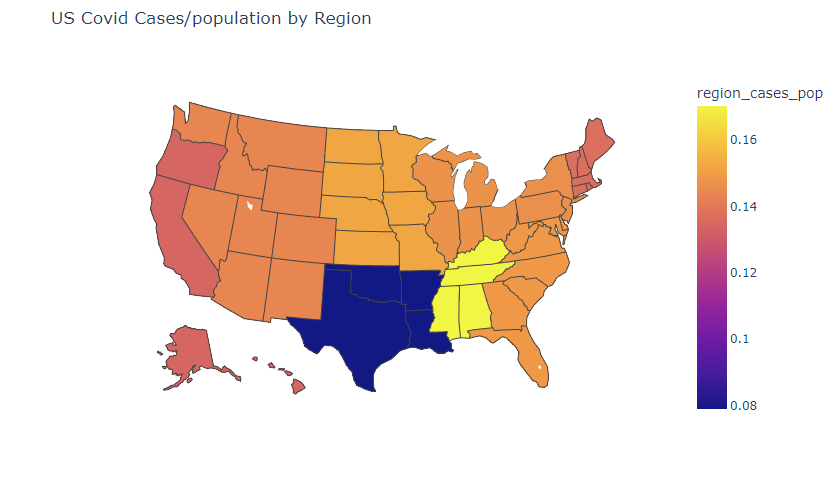 US Covid Cases/population by Region
region_cases_pop
0.16
0.14
0.12
0.1
0.08